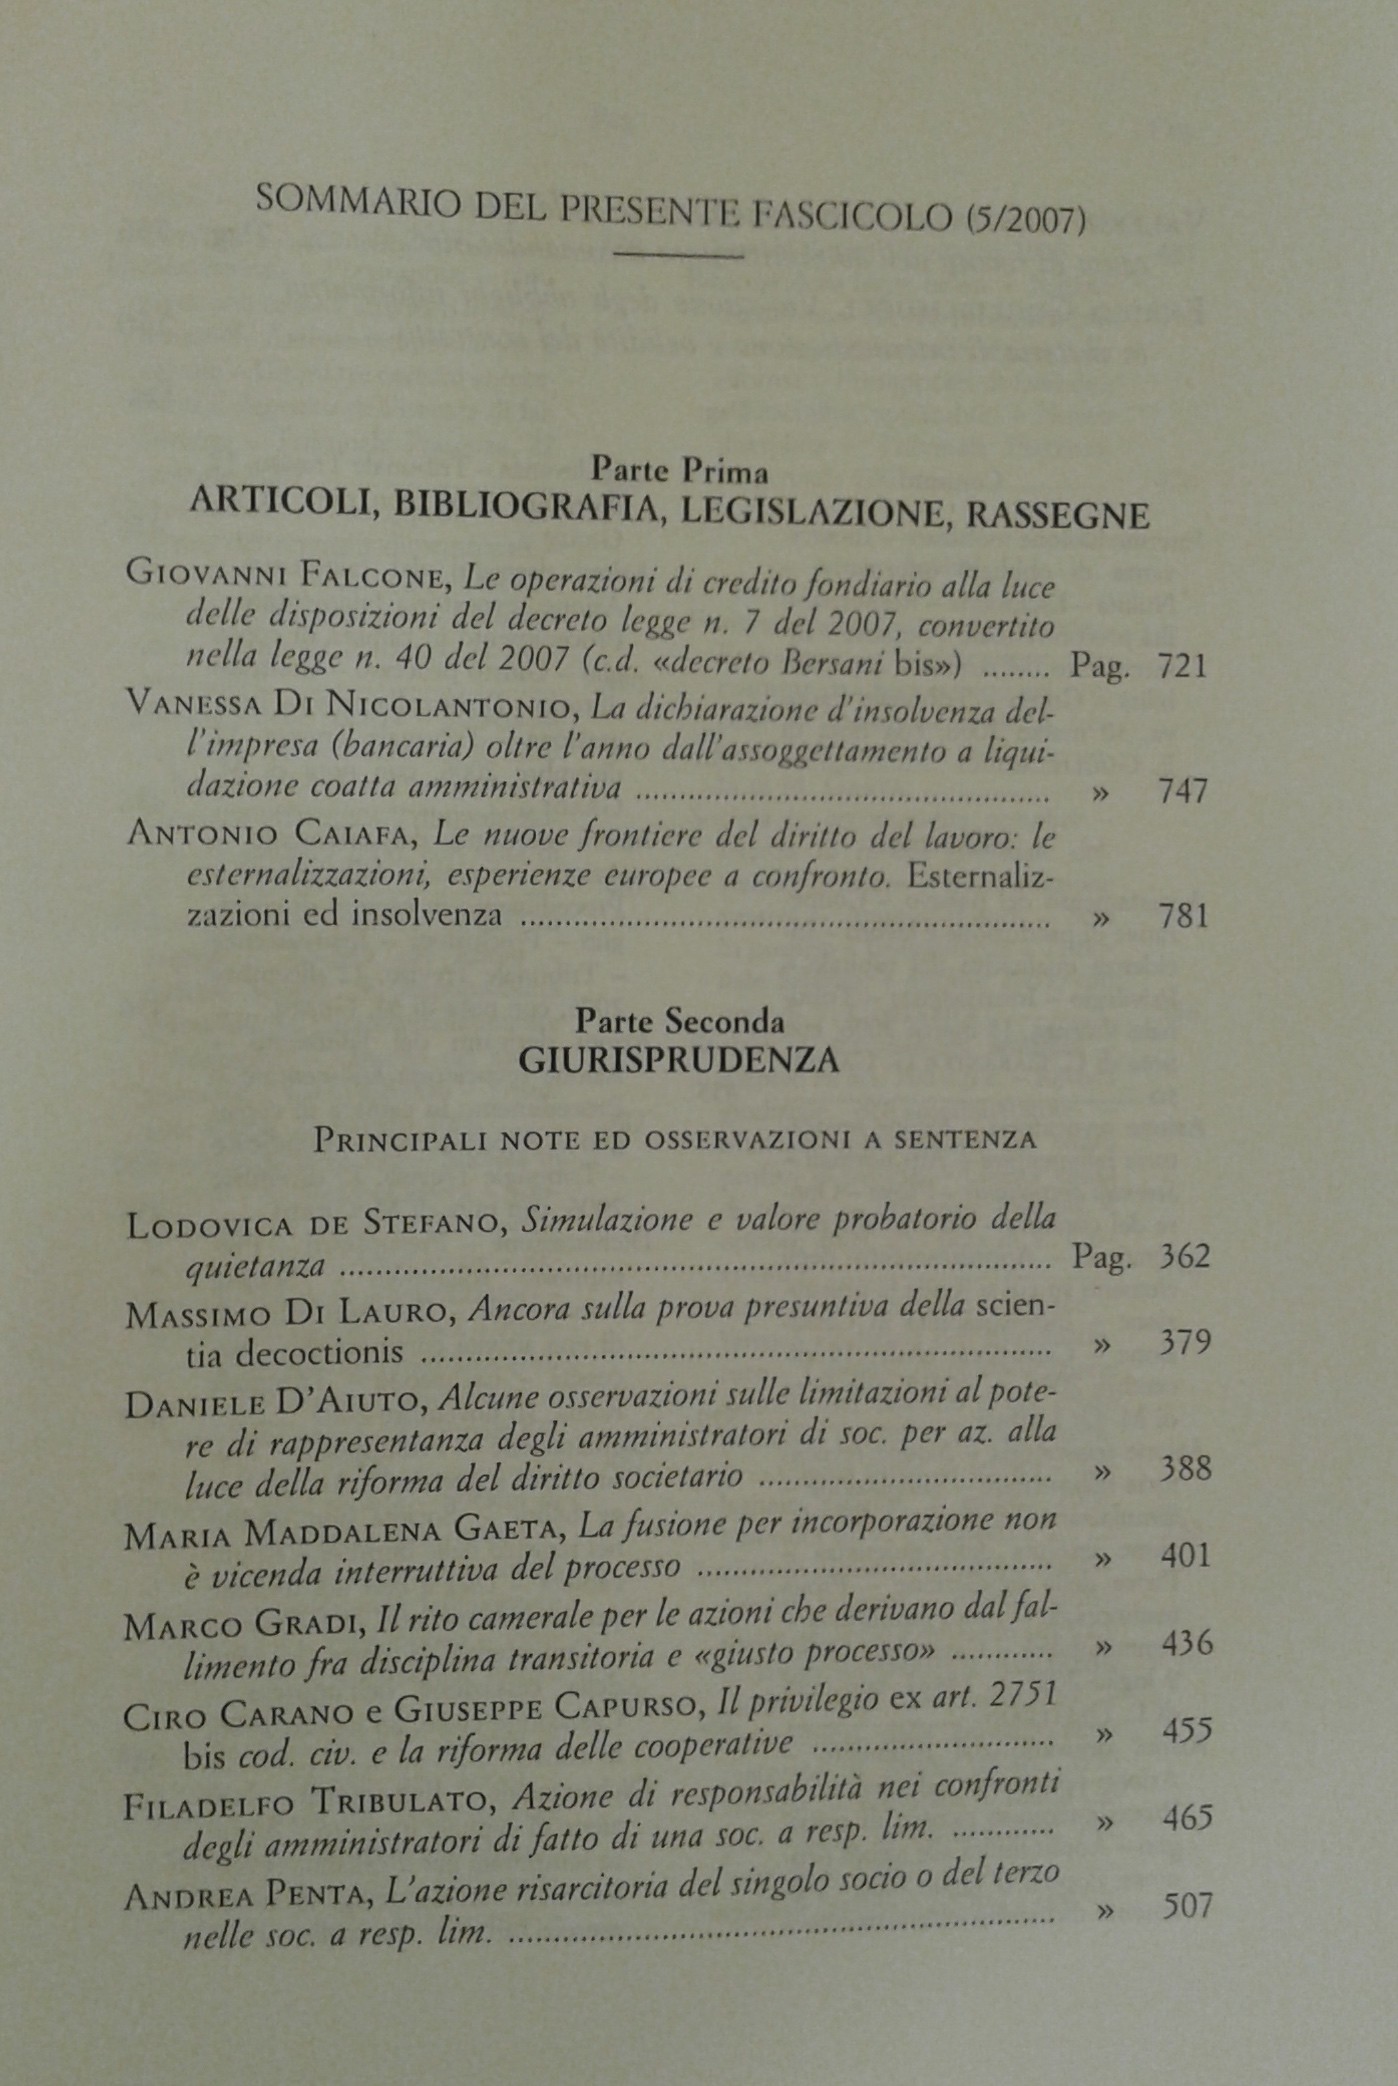 SOMMARIO DEL PRESENTE FASCICOLO (5/2007)
Parte Prima
ARTICOLI, BIBLIOGRAFIA, LEGISLAZIONE, RASSEGNE
GIOVANNI FALCONE, Le operazioni di credito fondiario alla luce
delle disposizioni del decreto legge n. 7 del 2007, convertito
nella legge n. 40 del 2007 (c.d. «decreto Bersani bis») ........ Pag. 721
VANESSA DI NICOLANTONIO, La dichiarazione d'insolvenza del-
l'impresa (bancaria) oltre l'anno dall'assoggettamento a liqui-
dazione coatta amministrativa ................................................ » 747
ANTONIO CAIAFA, Le nuove frontiere del diritto del lavoro: le
esternalizzazioni, esperienze europee a confronto. Esternaliz-
zazioni ed insolvenza ............................................................. » 781
Parte Seconda
GIURISPRUDENZA
PRINCIPALI NOTE ED OSSERVAZIONI A SENTENZA
LODOVICA DE STEFANO, Simulazione e valore probatorio della
quietanza .................................................................................. Pag. 362
MASSIMO DI LAURO, Ancora sulla prova presuntiva della scien-
tia decoctionis ......................................................................... » 379
DANIELE D'AIUTO, Alcune osservazioni sulle limitazioni al pote-
re di rappresentanza degli amministratori di soc. per az. alla
luce della riforma del diritto societario .................................. » 388
MARIA MADDALENA GAETA, La fusione per incorporazione non
è vicenda interruttiva del processo ......................................... » 401
MARCO GRADI, Il rito camerale per le azioni che derivano dal fal-
limento fra disciplina transitoria e «giusto processo» ............ » 436
CIRO CARANO e GIUSEPPE CAPURSO, Il privilegio ex art. 2751
bis cod. civ. e la riforma delle cooperative ............................ » 455
FILADELFO TRIBULATO, Azione di responsabilità nei confronti
degli amministratori di fatto di una soc. a resp. lim. ............ » 465
ANDREA PENTA, L'azione risarcitoria del singolo socio o del terzo
nelle soc. a resp. lim. ............................................................... » 507